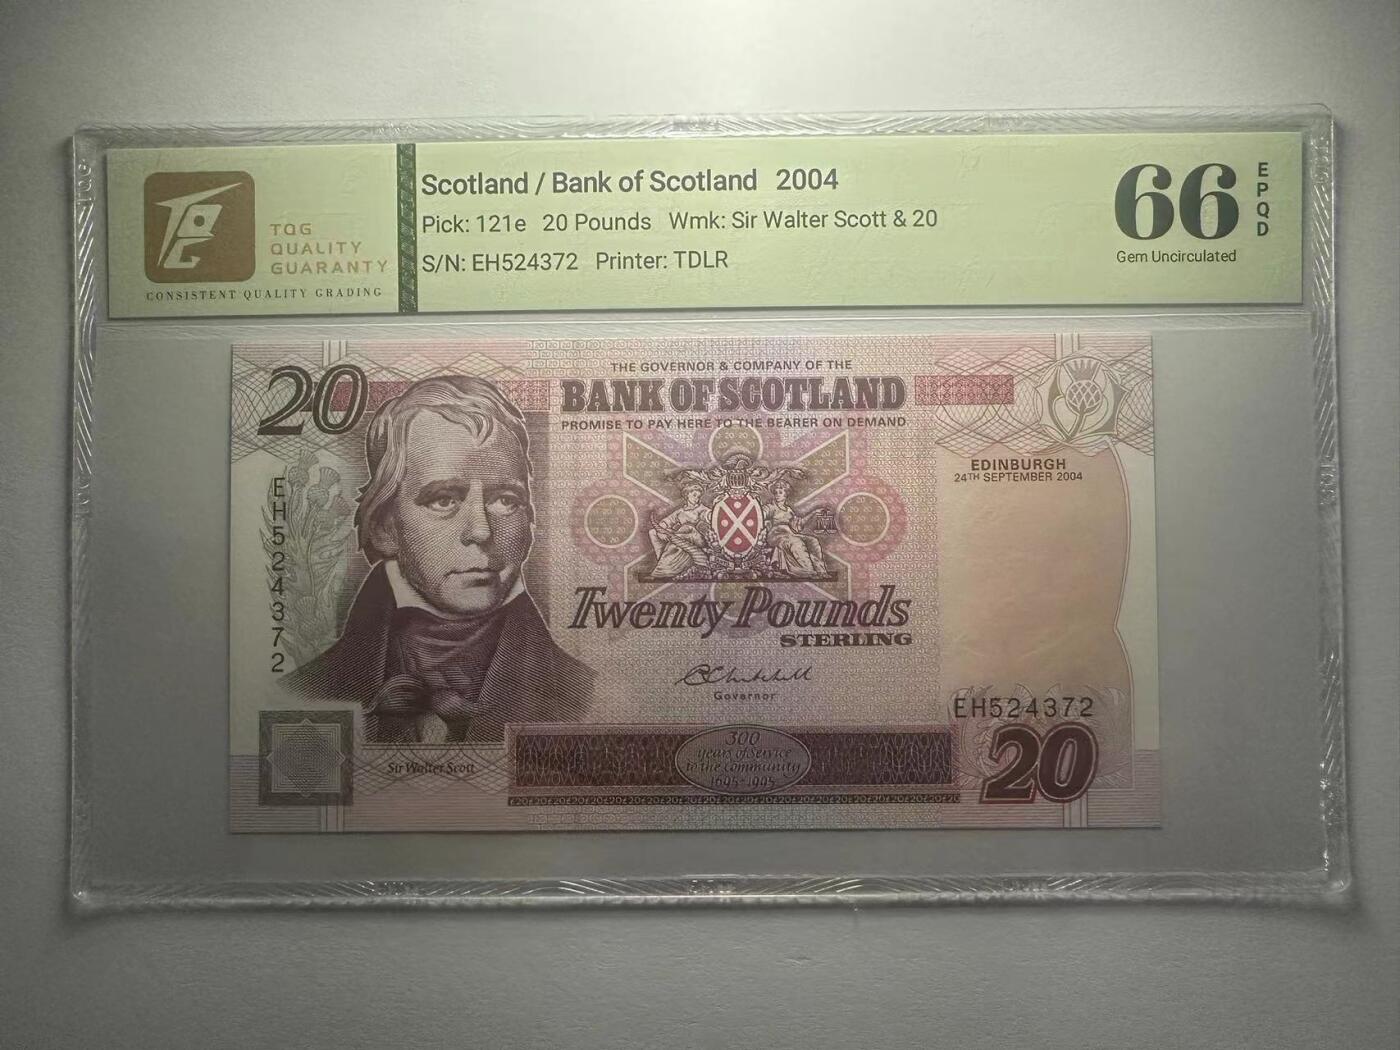 TQG
QUALITY
GUARANTY
CONSISTENT QUALITY GRADING
Scotland / Bank of Scotland 2004
Pick: 121e 20 Pounds Wmk: Sir Walter Scott & 20
S/N: EH524372 Printer: TDLR
66
EPQD
Gem Uncirculated
20
THE GOVERNOR & COMPANY OF THE
BANK OF SCOTLAND
PROMISE TO PAY HERE TO THE BEARER ON DEMAND
EDINBURGH
24TH SEPTEMBER 2004
EH524372
Twenty Pounds
STERLING
Governor
EH524372
20
300
years of Service
to the community
1695-1995
Sir Walter Scott